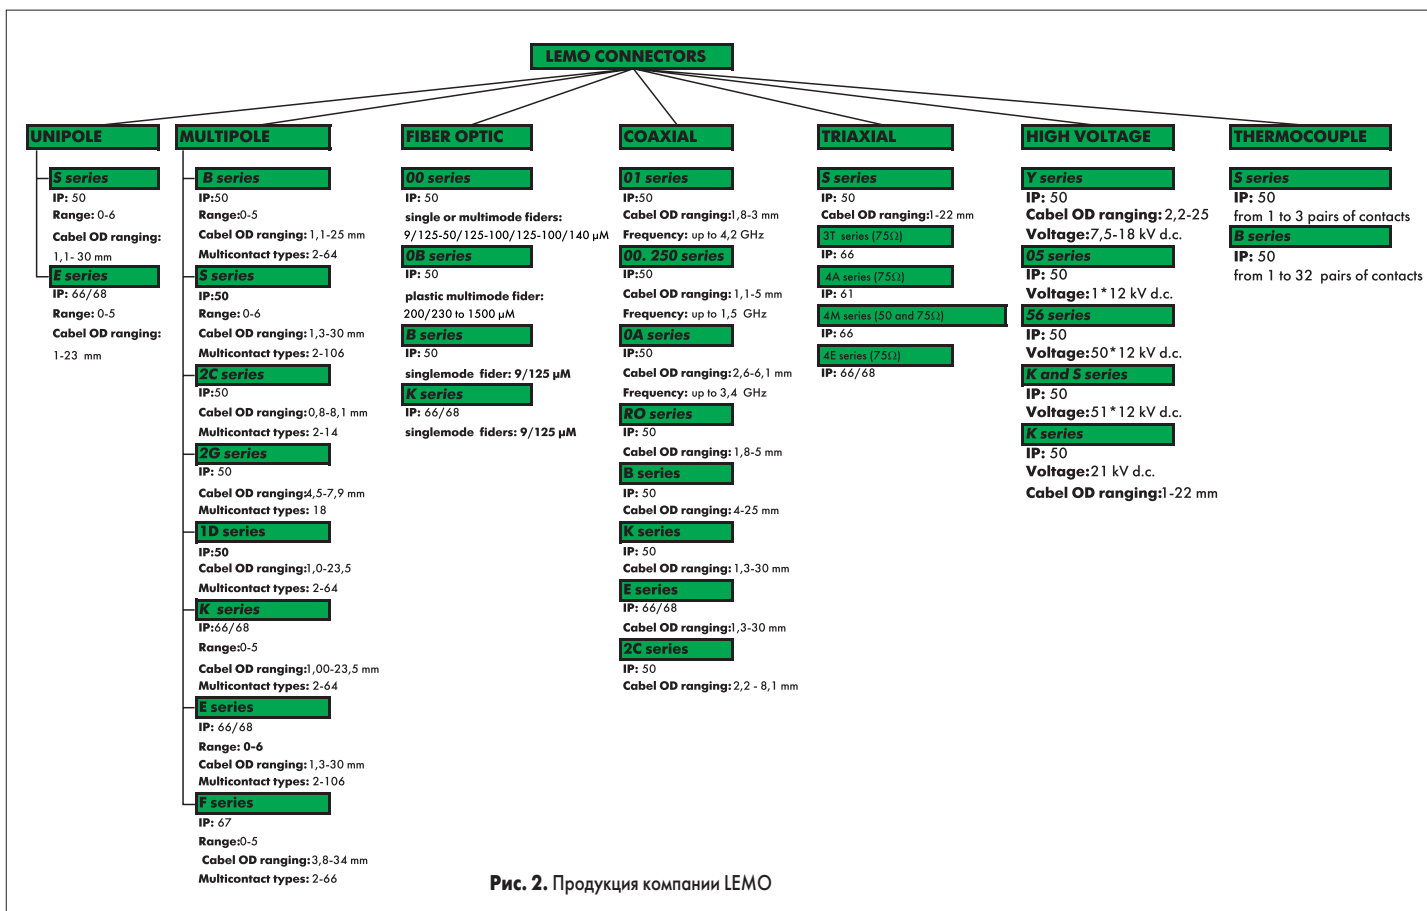 LEMO CONNECTORS
UNIPOLE
S series
IP: 50
Range: 0-6
Cabel OD ranging:
1,1- 30 mm
E series
IP: 66/68
Range: 0-5
Cabel OD ranging:
1-23 mm
MULTIPOLE
B series
IP:50
Range:0-5
Cabel OD ranging: 1,1-25 mm
Multicontact types: 2-64
S series
IP:50
Range: 0-6
Cabel OD ranging: 1,3-30 mm
Multicontact types: 2-106
2C series
IP:50
Cabel OD ranging:0,8-8,1 mm
Multicontact types: 2-14
2G series
IP: 50
Cabel OD ranging:4,5-7,9 mm
Multicontact types: 18
1D series
IP:50
Cabel OD ranging:1,0-23,5
Multicontact types: 2-64
K series
IP:66/68
Range:0-5
Cabel OD ranging:1,00-23,5 mm
Multicontact types: 2-64
E series
IP: 66/68
Range: 0-6
Cabel OD ranging:1,3-30 mm
Multicontact types: 2-106
F series
IP: 67
Range:0-5
Cabel OD ranging:3,8-34 mm
Multicontact types: 2-66
FIBER OPTIC
00 series
IP: 50
single or multimode fiders:
9/125-50/125-100/125-100/140 µM
0B series
IP: 50
plastic multimode fider:
200/230 to 1500 µM
B series
IP: 50
singlemode fider: 9/125 µM
K series
IP: 66/68
singlemode fiders: 9/125 µM
COAXIAL
01 series
IP:50
Cabel OD ranging:1,8-3 mm
Frequency: up to 4,2 GHz
00. 250 series
IP:50
Cabel OD ranging: 1,1-5 mm
Frequency: up to 1,5 GHz
0A series
IP:50
Cabel OD ranging: 2,6-6,1 mm
Frequency: up to 3,4 GHz
RO series
IP: 50
Cabel OD ranging: 1,8-5 mm
B series
IP: 50
Cabel OD ranging: 4-25 mm
K series
IP: 50
Cabel OD ranging: 1,3-30 mm
E series
IP: 66/68
Cabel OD ranging:1,3-30 mm
2C series
IP: 50
Cabel OD ranging: 2,2 - 8,1 mm
TRIAXIAL
S series
IP: 50
Cabel OD ranging:1-22 mm
3T series (75Ω)
IP: 66
4A series (75Ω)
IP: 61
4M series (50 and 75Ω)
IP: 66
4E series (75Ω)
IP: 66/68
HIGH VOLTAGE
Y series
IP: 50
Cabel OD ranging: 2,2-25
Voltage:7,5-18 kV d.c.
05 series
IP: 50
Voltage:1*12 kV d.c.
56 series
IP: 50
Voltage:50*12 kV d.c.
K and S series
IP: 50
Voltage:51*12 kV d.c.
K series
IP: 50
Voltage:21 kV d.c.
Cabel OD ranging:1-22 mm
THERMOCOUPLE
S series
IP: 50
from 1 to 3 pairs of contacts
B series
IP: 50
from 1 to 32 pairs of contacts
Рис. 2. Продукция компании LEMO